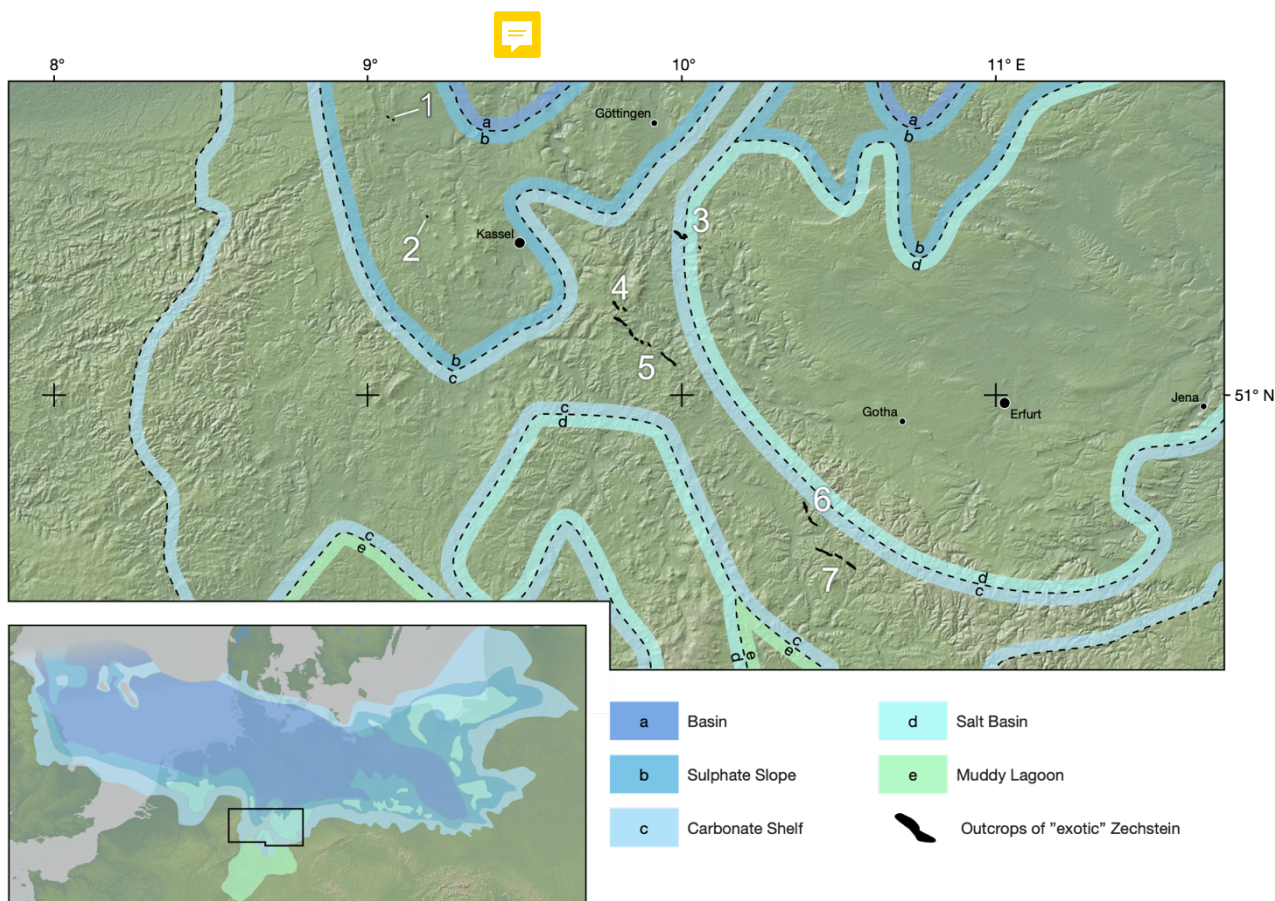 8°
9°
10°
11° E
1
Göttingen
a
b
a
b
2
Kassel
3
b
d
4
5
b
c
51° N
Jena
Gotha
Erfurt
c
d
6
c
e
7
d
c
d
e
c
e
a
Basin
d
Salt Basin
b
Sulphate Slope
e
Muddy Lagoon
c
Carbonate Shelf
Outcrops of ”exotic” Zechstein